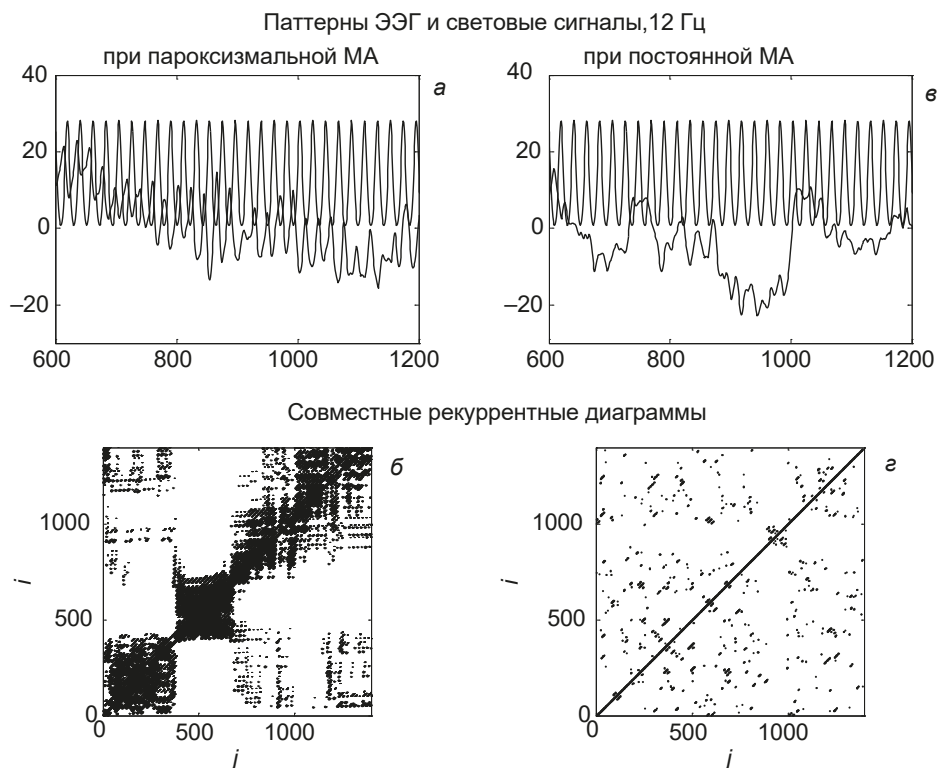 Паттерны ЭЭГ и световые сигналы,12 Гц
при пароксизмальной МА
при постоянной МА
40
20
0
–20
600
800
1000
1200
а
40
20
0
–20
600
800
1000
1200
в
Совместные рекуррентные диаграммы
б
i
1000
500
0
0
500
1000
j
г
i
1000
500
0
0
500
1000
j